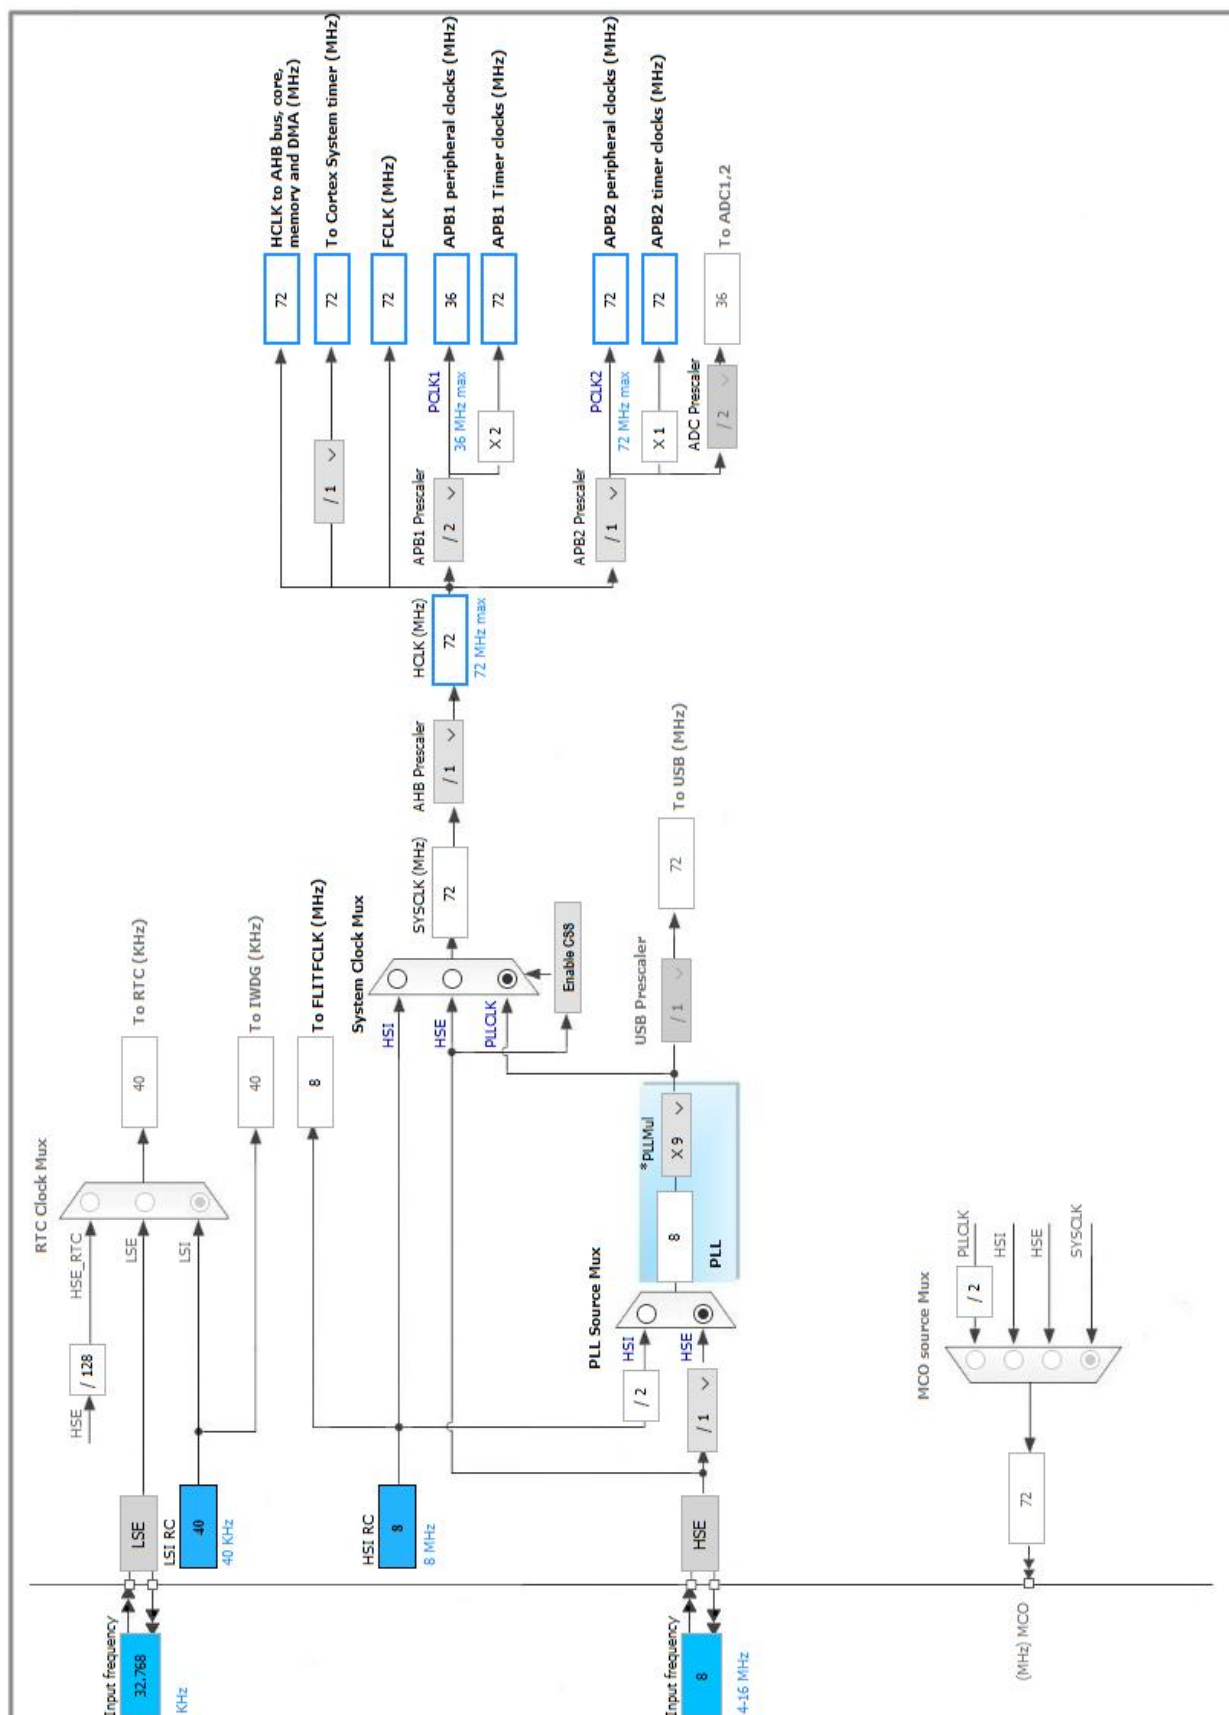 Input frequency
32.768
KHz
LSE
LSI RC
40
40 KHz
HSE
/ 128
HSE_RTC
LSE
LSI
RTC Clock Mux
40
To RTC (KHz)
40
To IWDG (KHz)
HSI RC
8
8 MHz
8
To FLITFCLK (MHz)
Input frequency
8
4-16 MHz
HSE
/ 1
/ 2
HSI
HSE
PLL Source Mux
8
PLL
*PLLMul
X 9
HSI
HSE
PLLCLK
System Clock Mux
Enable CSS
USB Prescaler
/ 1
72
To USB (MHz)
SYSCLK (MHz)
72
AHB Prescaler
/ 1
HCLK (MHz)
72
72 MHz max
72
HCLK to AHB bus, core,
memory and DMA (MHz)
/ 1
72
To Cortex System timer (MHz)
72
FCLK (MHz)
APB1 Prescaler
/ 2
PCLK1
36 MHz max
36
APB1 peripheral clocks (MHz)
X 2
72
APB1 Timer clocks (MHz)
APB2 Prescaler
/ 1
PCLK2
72 MHz max
72
APB2 peripheral clocks (MHz)
X 1
72
APB2 timer clocks (MHz)
ADC Prescaler
/ 2
36
To ADC1,2
MCO source Mux
PLLCLK
/ 2
HSI
HSE
SYSCLK
72
(MHz) MCO